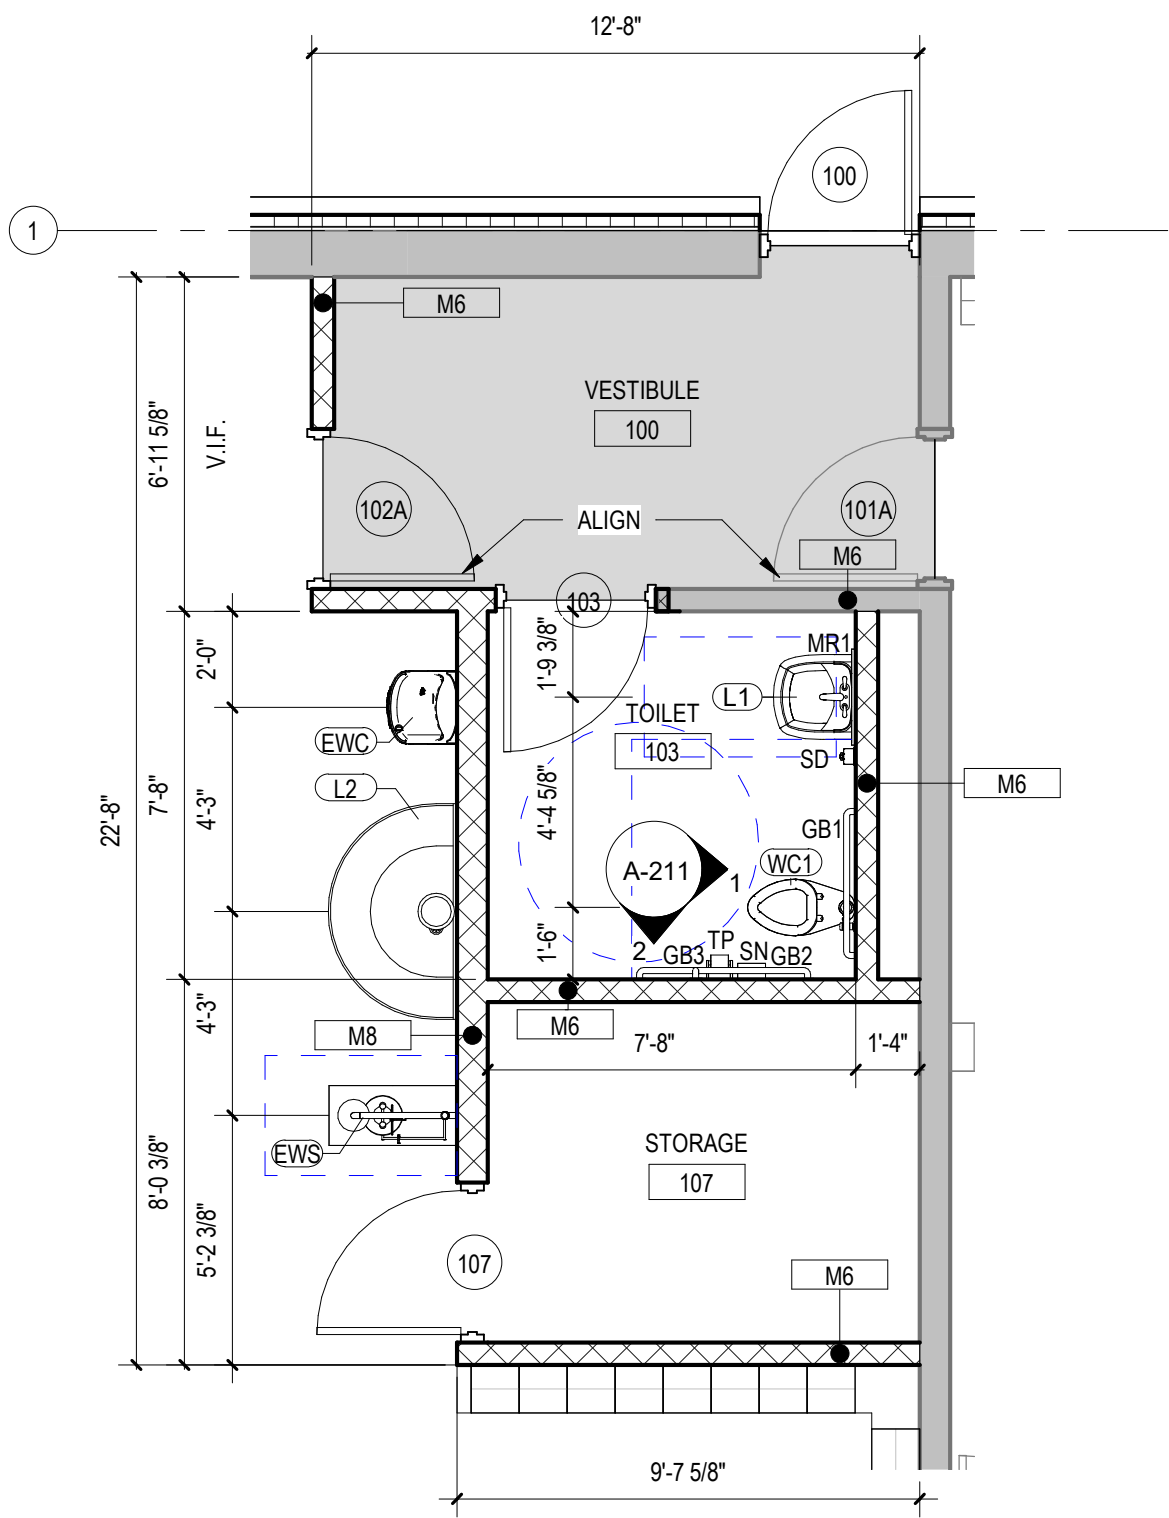 12'-8"
100
1
M6
VESTIBULE
100
6'-11 5/8"
V.I.F.
102A
ALIGN
101A
M6
103
2'-0"
1'-9 3/8"
MR1
L1
TOILET
103
EWC
SD
M6
L2
22'-8"
7'-8"
4'-3"
4'-4 5/8"
GB1
A-211
1
WC1
2
1'-6"
GB3
TP
SN
GB2
4'-3"
M8
M6
7'-8"
1'-4"
EWS
STORAGE
107
8'-0 3/8"
5'-2 3/8"
107
M6
9'-7 5/8"